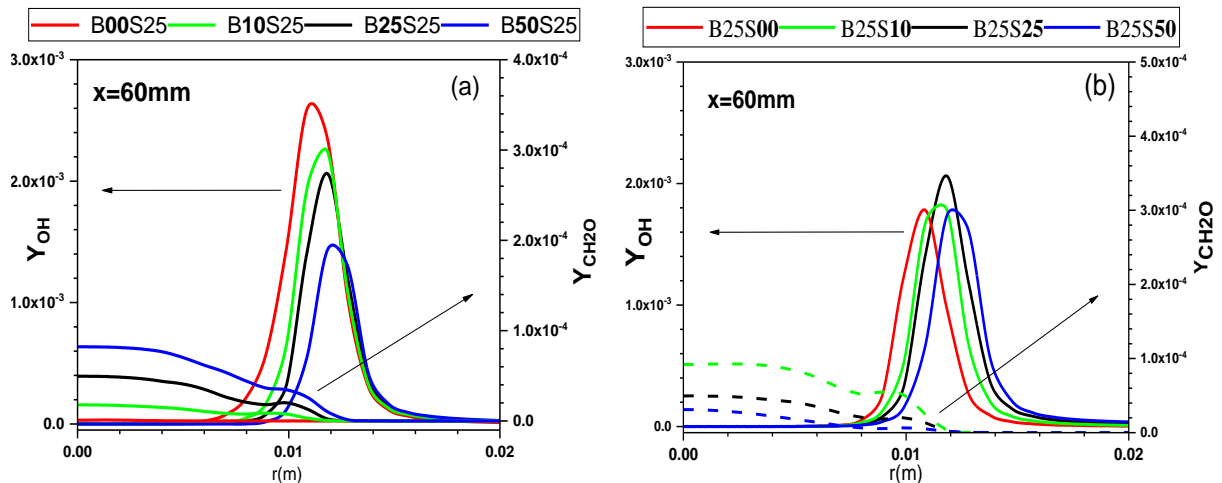 B00S25 B10S25 B25S25 B50S25
x=60mm
(a)
3.0x10-3
2.0x10-3
1.0x10-3
0.0
YOH
4.0x10-4
3.0x10-4
2.0x10-4
1.0x10-4
0.0
YCH2O
0.00 0.01 0.02
r(m)
B25S00 B25S10 B25S25 B25S50
x=60mm
(b)
3.0x10-3
2.0x10-3
1.0x10-3
0.0
YOH
5.0x10-4
4.0x10-4
3.0x10-4
2.0x10-4
1.0x10-4
0.0
YCH2O
0.00 0.01 0.02
r(m)